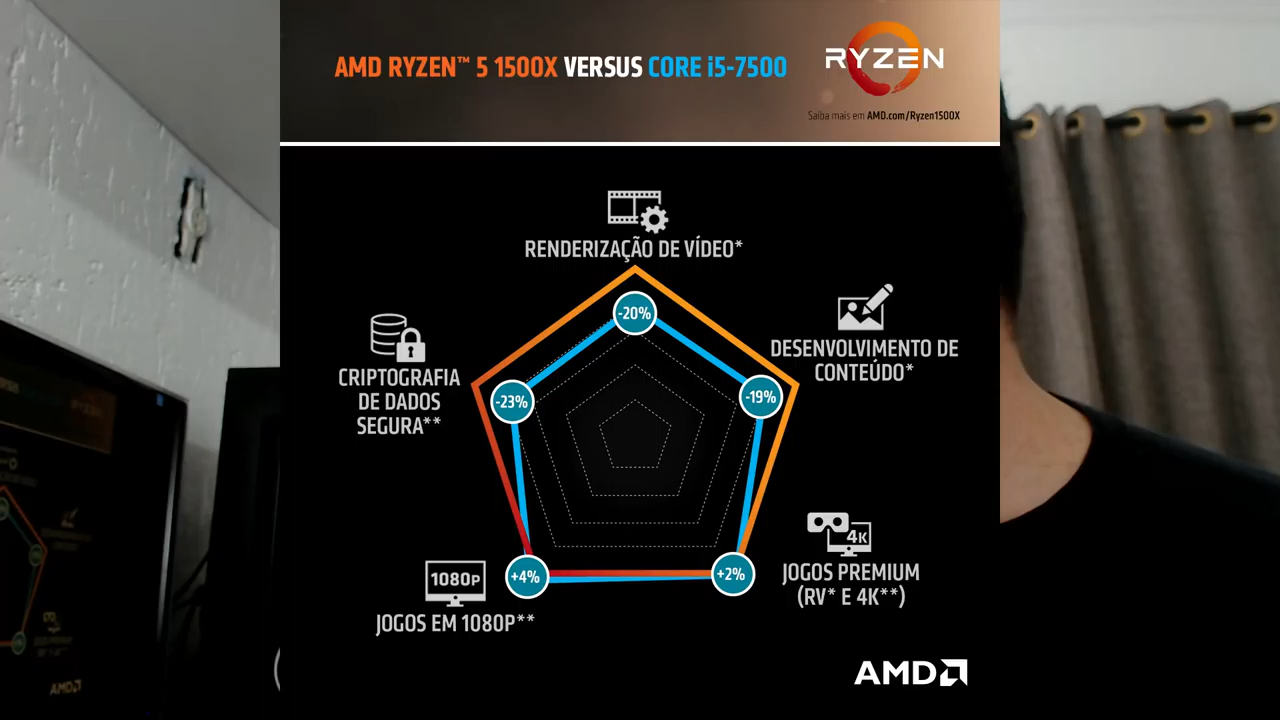 AMD RYZEN™ 5 1500X VERSUS CORE i5-7500
RYZEN
Saiba mais em AMD.com/Ryzen1500X
RENDERIZAÇÃO DE VÍDEO*
-20%
DESENVOLVIMENTO DE
CONTEÚDO*
-19%
CRIPTOGRAFIA
DE DADOS
SEGURA**
-23%
4K
JOGOS PREMIUM
(RV* E 4K**)
+2%
1080P
JOGOS EM 1080P**
+4%
AMD
RYZEN
AMD